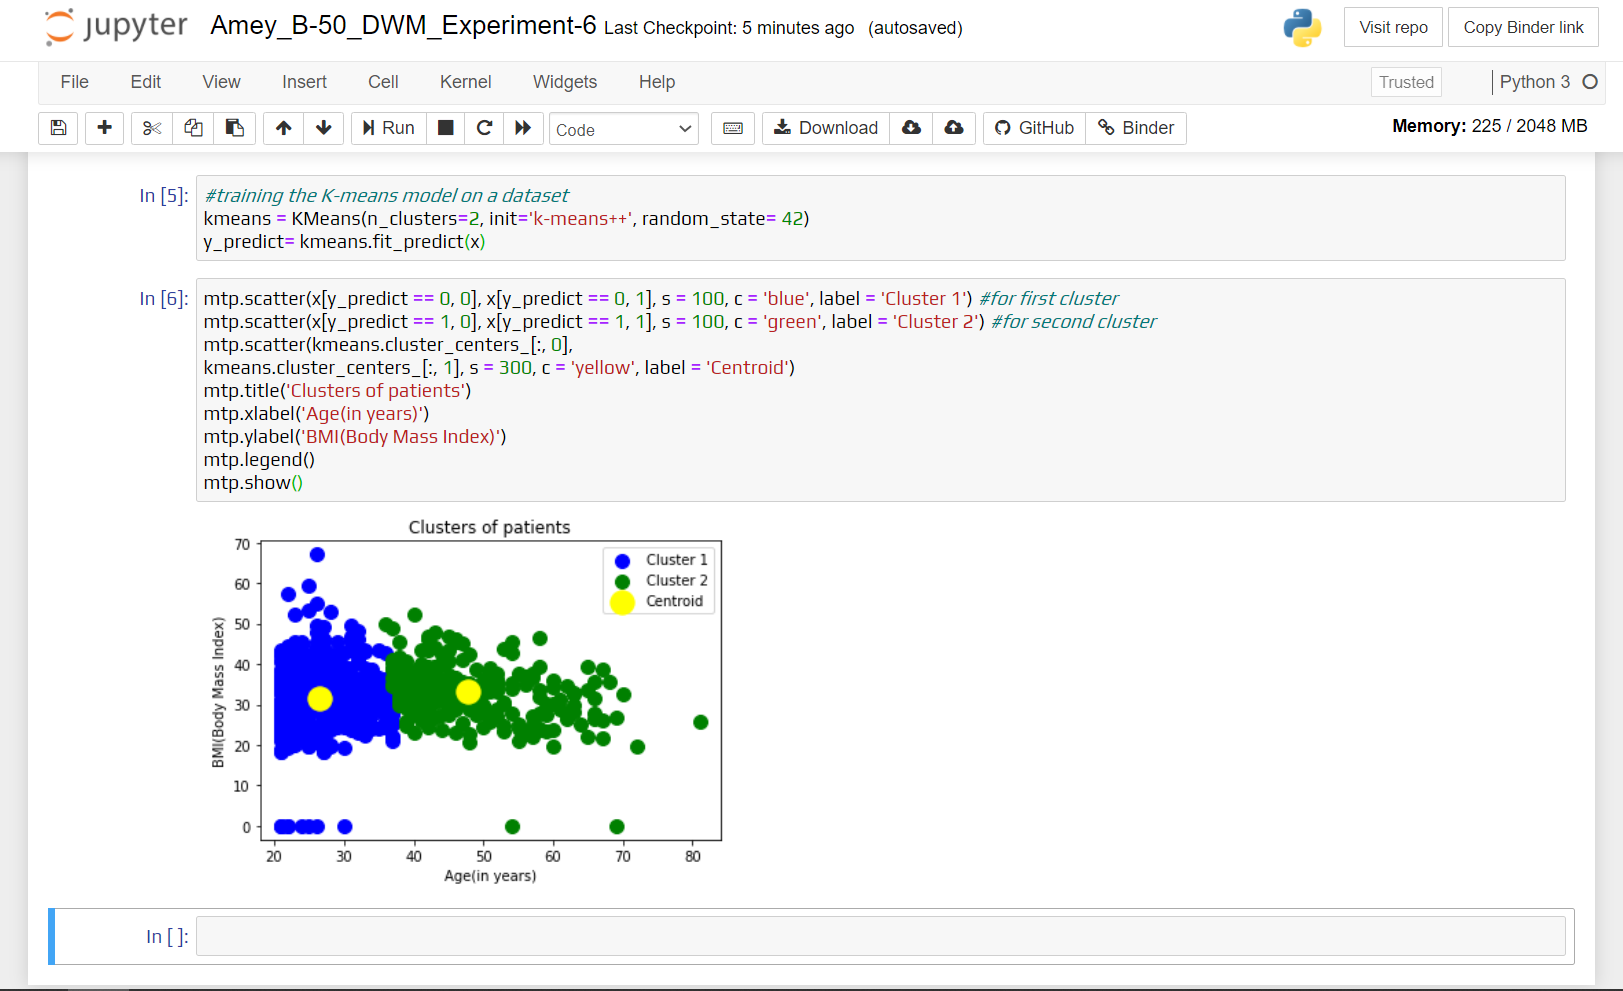 jupyter Amey_B-50_DWM_Experiment-6 Last Checkpoint: 5 minutes ago (autosaved) Visit repo Copy Binder link
File Edit View Insert Cell Kernel Widgets Help Trusted Python 3
Run Code Download GitHub Binder Memory: 225 / 2048 MB
In [5]: #training the K-means model on a dataset
kmeans = KMeans(n_clusters=2, init='k-means++', random_state= 42)
y_predict= kmeans.fit_predict(x)
In [6]: mtp.scatter(x[y_predict == 0, 0], x[y_predict == 0, 1], s = 100, c = 'blue', label = 'Cluster 1') #for first cluster
mtp.scatter(x[y_predict == 1, 0], x[y_predict == 1, 1], s = 100, c = 'green', label = 'Cluster 2') #for second cluster
mtp.scatter(kmeans.cluster_centers_[:, 0],
kmeans.cluster_centers_[:, 1], s = 300, c = 'yellow', label = 'Centroid')
mtp.title('Clusters of patients')
mtp.xlabel('Age(in years)')
mtp.ylabel('BMI(Body Mass Index)')
mtp.legend()
mtp.show()
Clusters of patients
Cluster 1
Cluster 2
Centroid
BMI(Body Mass Index)
70
60
50
40
30
20
10
0
20 30 40 50 60 70 80
Age(in years)
In [ ]: